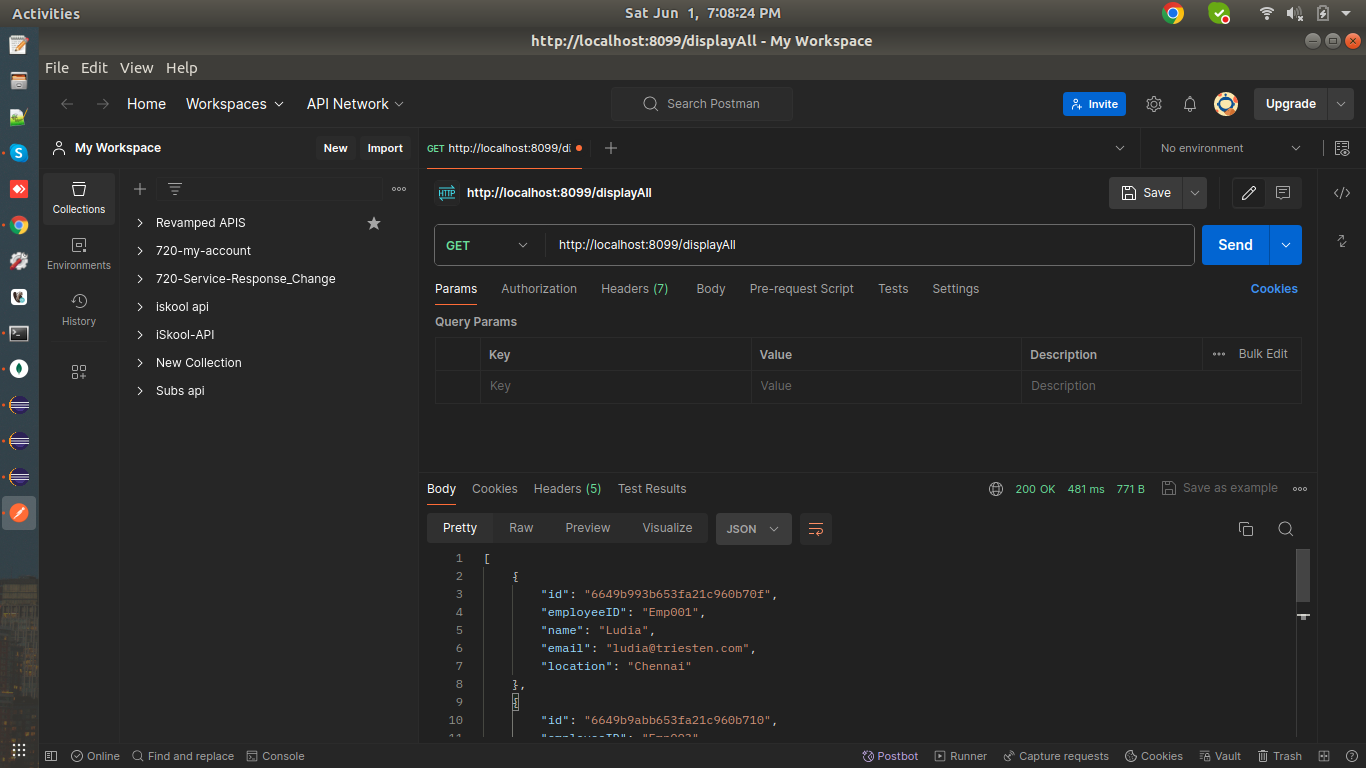 Activities
Sat Jun 1, 7:08:24 PM
http://localhost:8099/displayAll - My Workspace
File Edit View Help
Home Workspaces API Network
Search Postman
Invite
Upgrade
My Workspace
New Import
GET http://localhost:8099/di
No environment
Collections
Environments
History
Revamped APIS
720-my-account
720-Service-Response_Change
iskool api
iSkool-API
New Collection
Subs api
HTTP http://localhost:8099/displayAll
Save
GET http://localhost:8099/displayAll
Send
Params Authorization Headers (7) Body Pre-request Script Tests Settings Cookies
Query Params
Key Value Description Bulk Edit
Key Value Description
Body Cookies Headers (5) Test Results
200 OK 481 ms 771 B Save as example
Pretty Raw Preview Visualize JSON
1 [
2 {
3 "id": "6649b993b653fa21c960b70f",
4 "employeeID": "Emp001",
5 "name": "Ludia",
6 "email": "ludia@triesten.com",
7 "location": "Chennai"
8 },
9 {
10 "id": "6649b9abb653fa21c960b710",
11 "employeeID":
Online Find and replace Console
Postbot Runner Capture requests Cookies Vault Trash